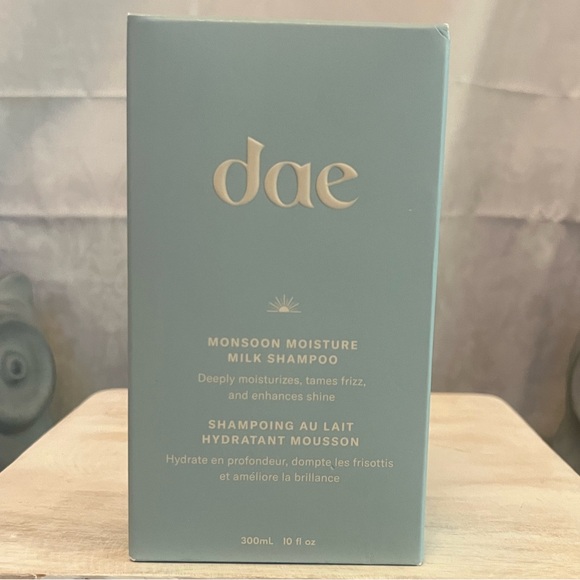 dae
MONSOON MOISTURE
MILK SHAMPOO
Deeply moisturizes, tames frizz,
and enhances shine
SHAMPOING AU LAIT
HYDRATANT MOUSSON
Hydrate en profondeur, dompte les frisottis
et améliore la brillance
300mL 10 fl oz